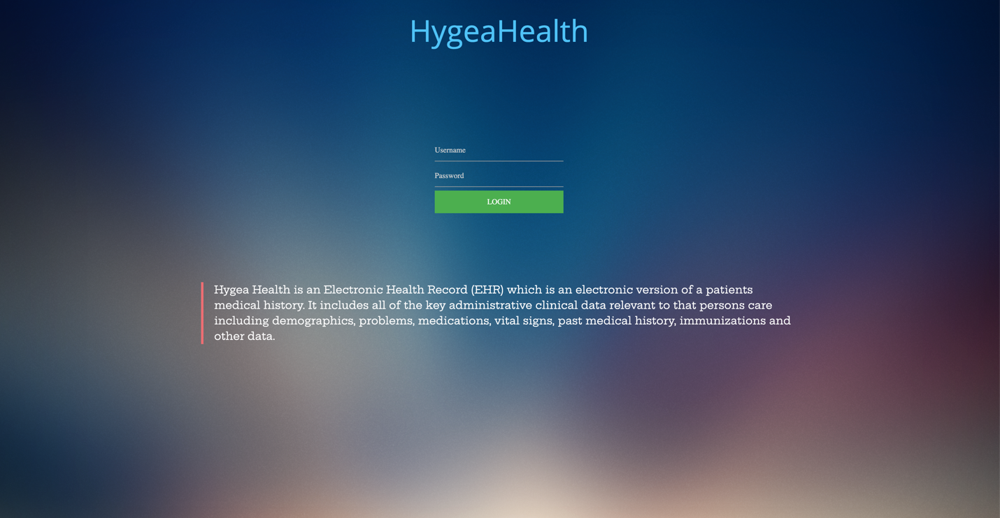 HygeaHealth
Username
Password
LOGIN
Hygea Health is an Electronic Health Record (EHR) which is an electronic version of a patients
medical history. It includes all of the key administrative clinical data relevant to that persons care
including demographics, problems, medications, vital signs, past medical history, immunizations and
other data.